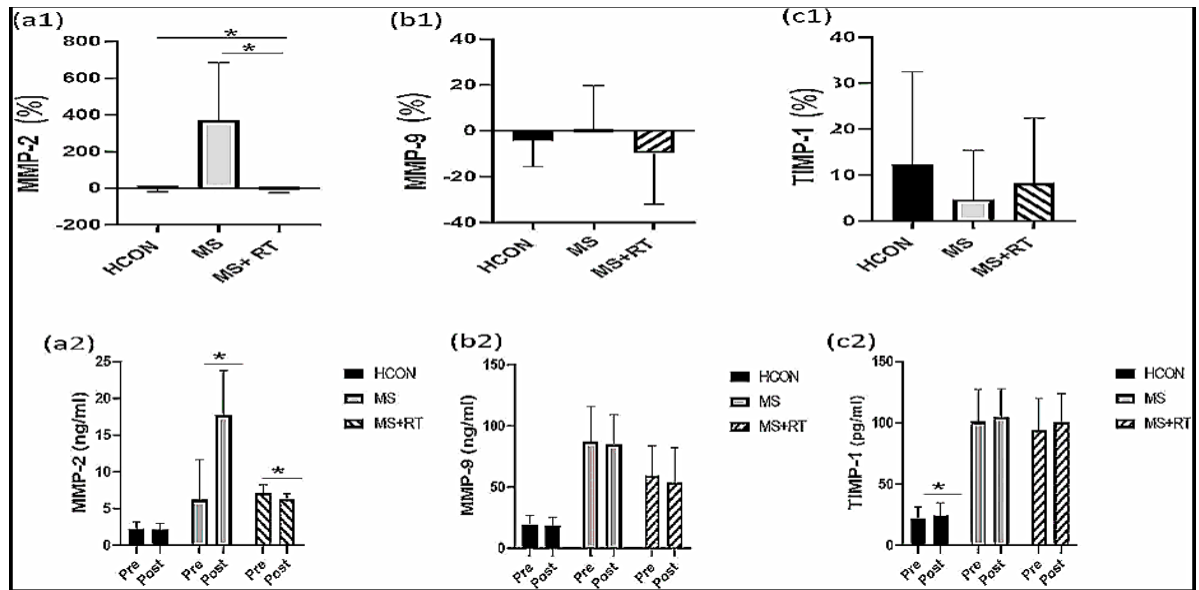 (a1)
MMP-2 (%)
800
600
400
200
0
-200
*
*
HCON
MS
MS+ RT
(b1)
MMP-9 (%)
40
20
0
-20
-40
HCON
MS
MS+RT
(c1)
TIMP-1 (%)
40
30
20
10
0
HCON
MS
MS+RT
(a2)
MMP-2 (ng/ml)
25
20
15
10
5
0
*
*
Pre
Post
Pre
Post
Pre
Post
HCON
MS
MS+RT
(b2)
MMP-9 (ng/ml)
150
100
50
0
Pre
Post
Pre
Post
Pre
Post
HCON
MS
MS+RT
(c2)
TIMP-1 (pg/ml)
150
100
50
0
*
Pre
Post
Pre
Post
Pre
Post
HCON
MS
MS+RT